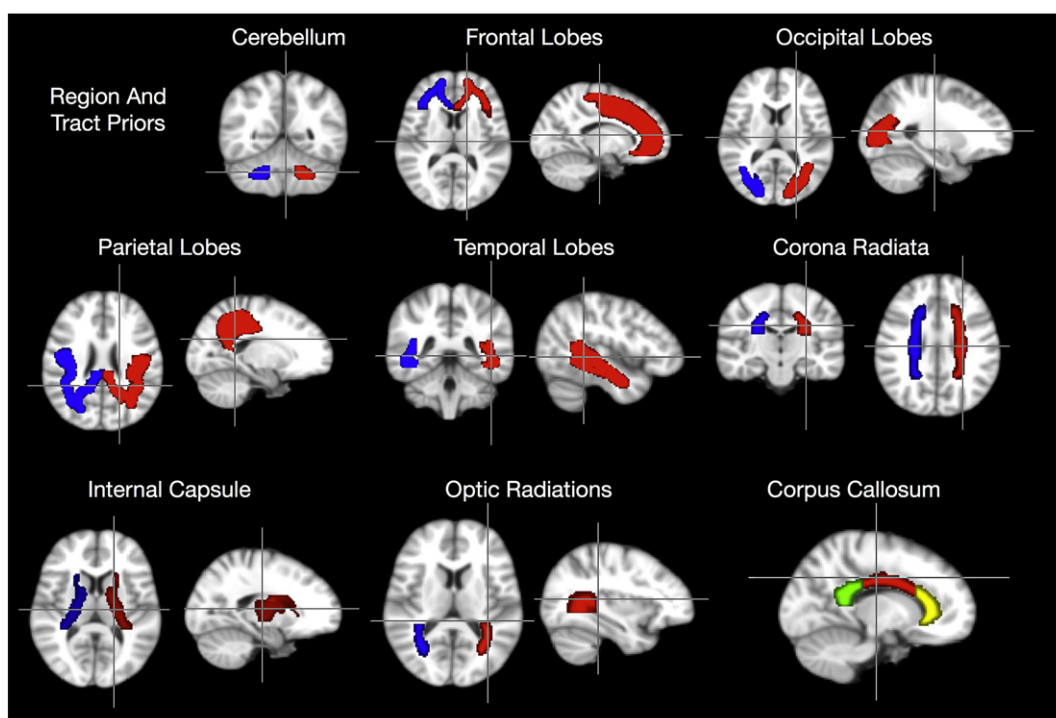 Cerebellum
Frontal Lobes
Occipital Lobes
Region And
Tract Priors
Parietal Lobes
Temporal Lobes
Corona Radiata
Internal Capsule
Optic Radiations
Corpus Callosum